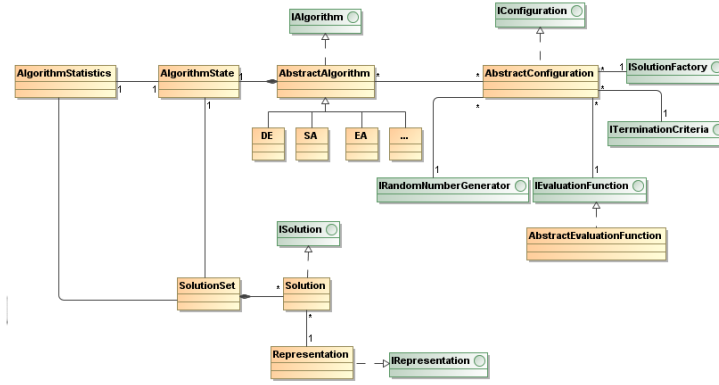 IAlgorithm
IConfiguration
AlgorithmStatistics
1
1
AlgorithmState
1
AbstractAlgorithm
*
*
AbstractConfiguration
*
1
ISolutionFactory
1
*
*
*
DE
SA
EA
...
1
ITerminationCriteria
1
1
IRandomNumberGenerator
IEvaluationFunction
ISolution
AbstractEvaluationFunction
SolutionSet
*
Solution
*
1
Representation
IRepresentation